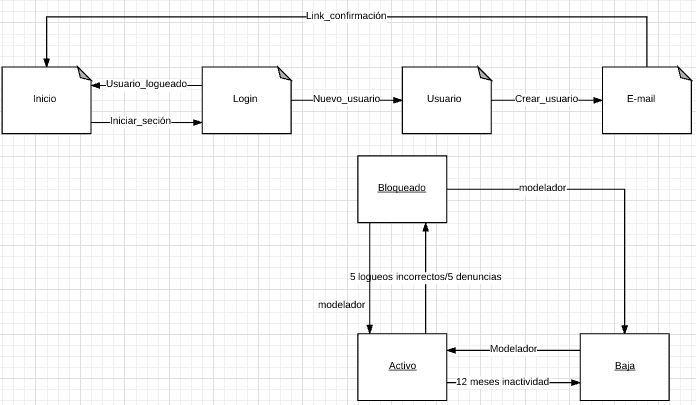 Link_confirmación
Inicio
Usuario_logueado
Iniciar_seción
Login
Nuevo_usuario
Usuario
Crear_usuario
E-mail
Bloqueado
modelador
5 logueos incorrectos/5 denuncias
modelador
Activo
Modelador
12 meses inactividad
Baja